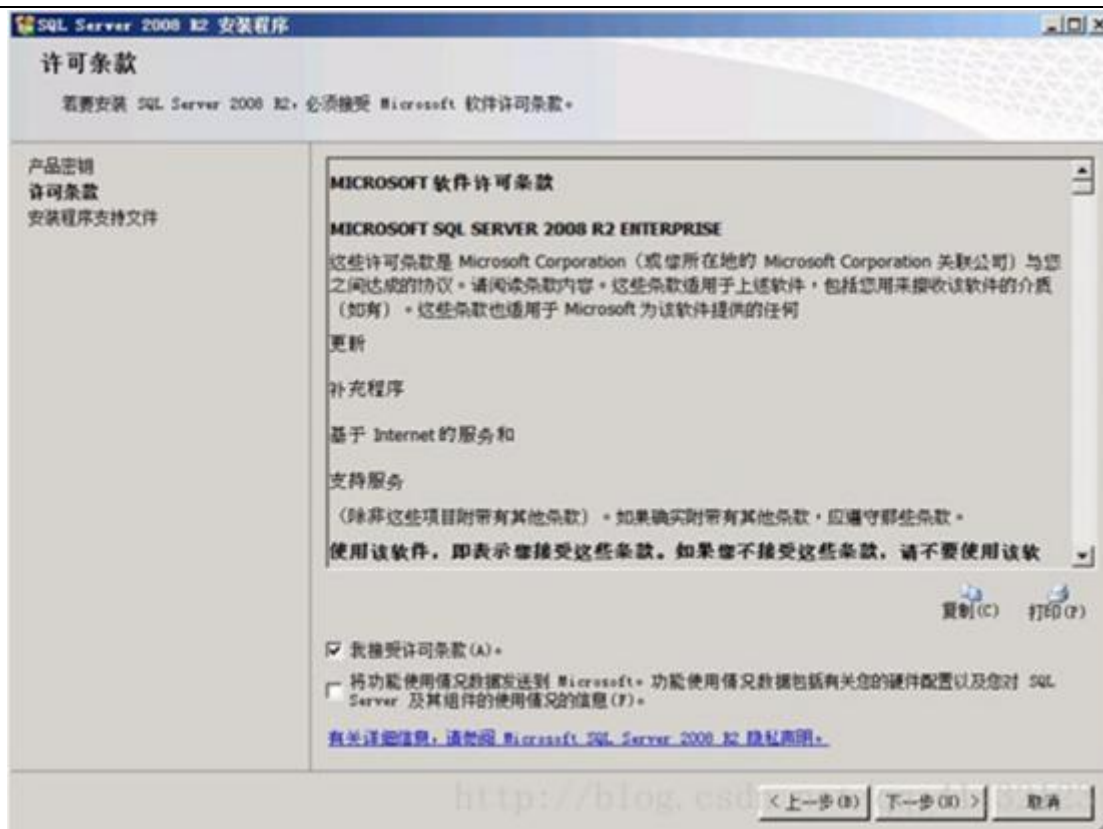 SQL Server 2008 R2 安装程序
许可条款
若要安装 SQL Server 2008 R2，必须接受 Microsoft 软件许可条款。
产品密钥
许可条款
安装程序支持文件
MICROSOFT 软件许可条款
MICROSOFT SQL SERVER 2008 R2 ENTERPRISE
这些许可条款是 Microsoft Corporation（或您所在地的 Microsoft Corporation 关联公司）与您
之间达成的协议。请阅读条款内容。这些条款适用于上述软件，包括您用来接收该软件的介质
（如有）。这些条款也适用于 Microsoft 为该软件提供的任何
更新
补充程序
基于 Internet 的服务和
支持服务
（除非这些项目附带有其他条款）。如果确实附带有其他条款，应遵守那些条款。
使用该软件，即表示您接受这些条款。如果您不接受这些条款，请不要使用该软
复制(C) 打印(P)
我接受许可条款(A)。
将功能使用情况数据发送到 Microsoft。功能使用情况数据包括有关您的硬件配置以及您对 SQL
Server 及其组件的使用情况的信息(F)。
有关详细信息，请参阅 Microsoft SQL Server 2008 R2 隐私声明。
http://blog.csd
< 上一步(B) 下一步(N) > 取消